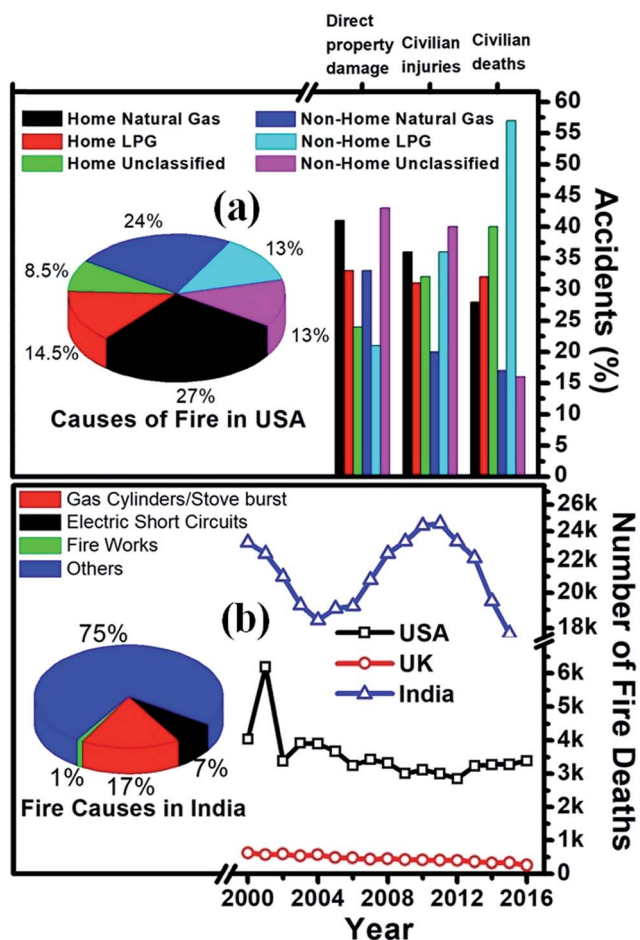 Direct
property
damage
Civilian
injuries
Civilian
deaths
Home Natural Gas
Non-Home Natural Gas
Home LPG
Non-Home LPG
Home Unclassified
Non-Home Unclassified
(a)
24%
13%
8.5%
13%
14.5%
27%
Causes of Fire in USA
60
55
50
45
40
35
30
25
20
15
10
5
0
Accidents (%)
Gas Cylinders/Stove burst
Electric Short Circuits
Fire Works
Others
(b)
75%
1%
17%
7%
Fire Causes in India
USA
UK
India
26k
24k
22k
20k
18k
6k
5k
4k
3k
2k
1k
0
Number of Fire Deaths
2000
2004
2008
2012
2016
Year